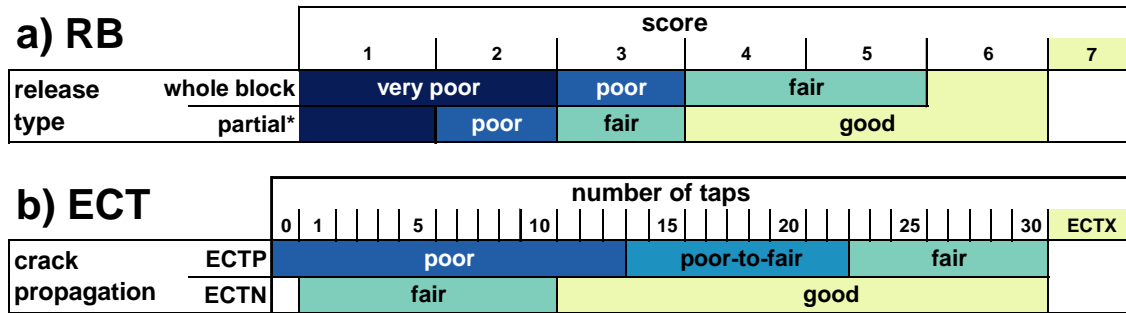 a) RB
score
1 2 3 4 5 6 7
release type
whole block very poor poor fair
partial* poor fair good
b) ECT
number of taps
0 1 5 10 15 20 25 30 ECTX
crack propagation
ECTP poor poor-to-fair fair
ECTN fair good